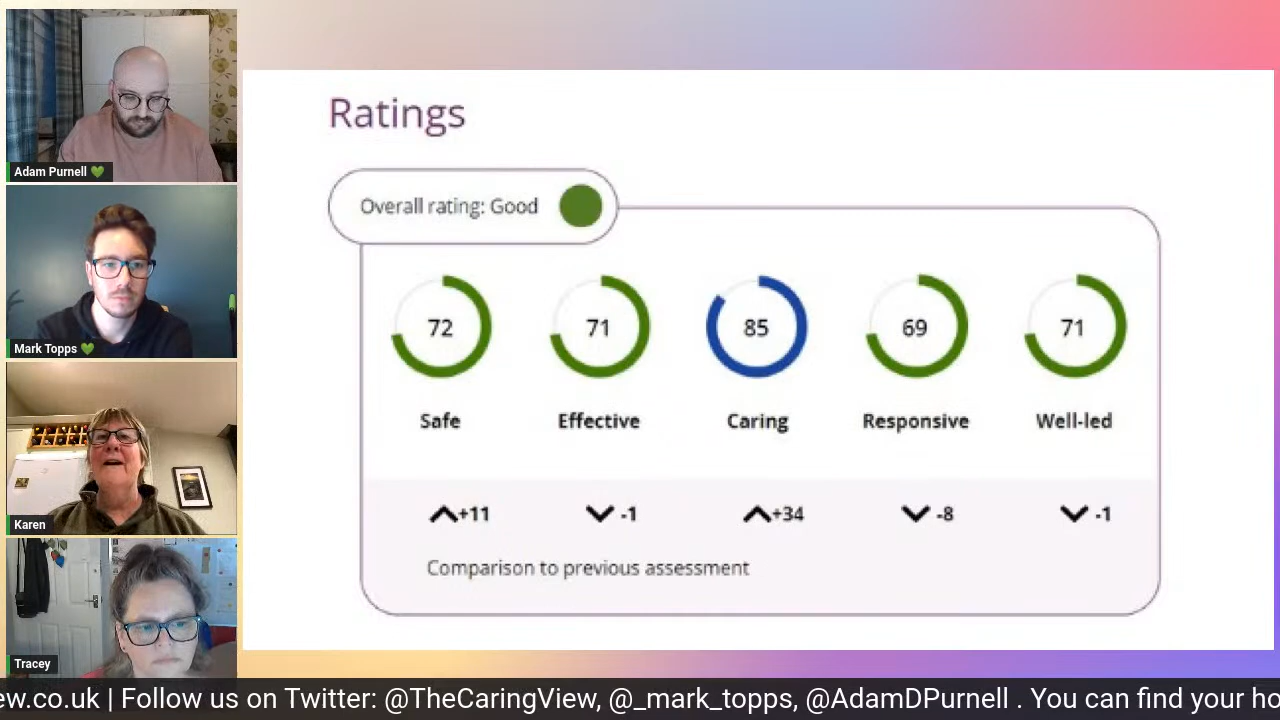 Adam Purnell 💚
Mark Topps 💚
Karen
Tracey
Ratings
Overall rating: Good
72 71 85 69 71
Safe Effective Caring Responsive Well-led
+11 -1 +34 -8 -1
Comparison to previous assessment
ew.co.uk | Follow us on Twitter: @TheCaringView, @_mark_topps, @AdamDPurnell . You can find your ho